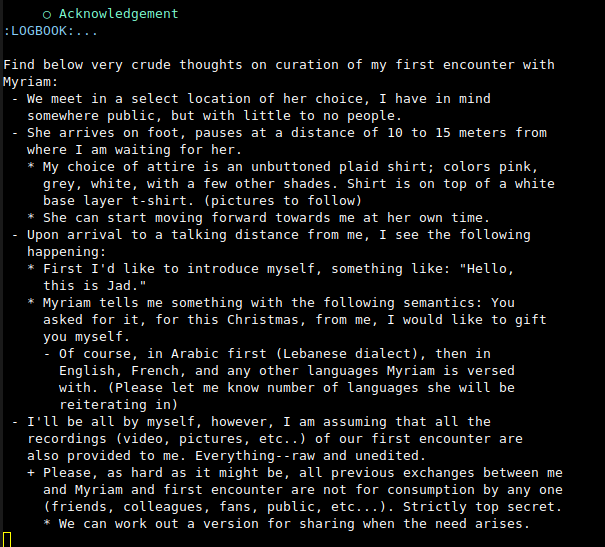 ○ Acknowledgement
:LOGBOOK:...
Find below very crude thoughts on curation of my first encounter with
Myriam:
- We meet in a select location of her choice, I have in mind
somewhere public, but with little to no people.
- She arrives on foot, pauses at a distance of 10 to 15 meters from
where I am waiting for her.
* My choice of attire is an unbuttoned plaid shirt; colors pink,
grey, white, with a few other shades. Shirt is on top of a white
base layer t-shirt. (pictures to follow)
* She can start moving forward towards me at her own time.
- Upon arrival to a talking distance from me, I see the following
happening:
* First I'd like to introduce myself, something like: "Hello,
this is Jad."
* Myriam tells me something with the following semantics: You
asked for it, for this Christmas, from me, I would like to gift
you myself.
- Of course, in Arabic first (Lebanese dialect), then in
English, French, and any other languages Myriam is versed
with. (Please let me know number of languages she will be
reiterating in)
- I'll be all by myself, however, I am assuming that all the
recordings (video, pictures, etc..) of our first encounter are
also provided to me. Everything--raw and unedited.
+ Please, as hard as it might be, all previous exchanges between me
and Myriam and first encounter are not for consumption by any one
(friends, colleagues, fans, public, etc...). Strictly top secret.
* We can work out a version for sharing when the need arises.